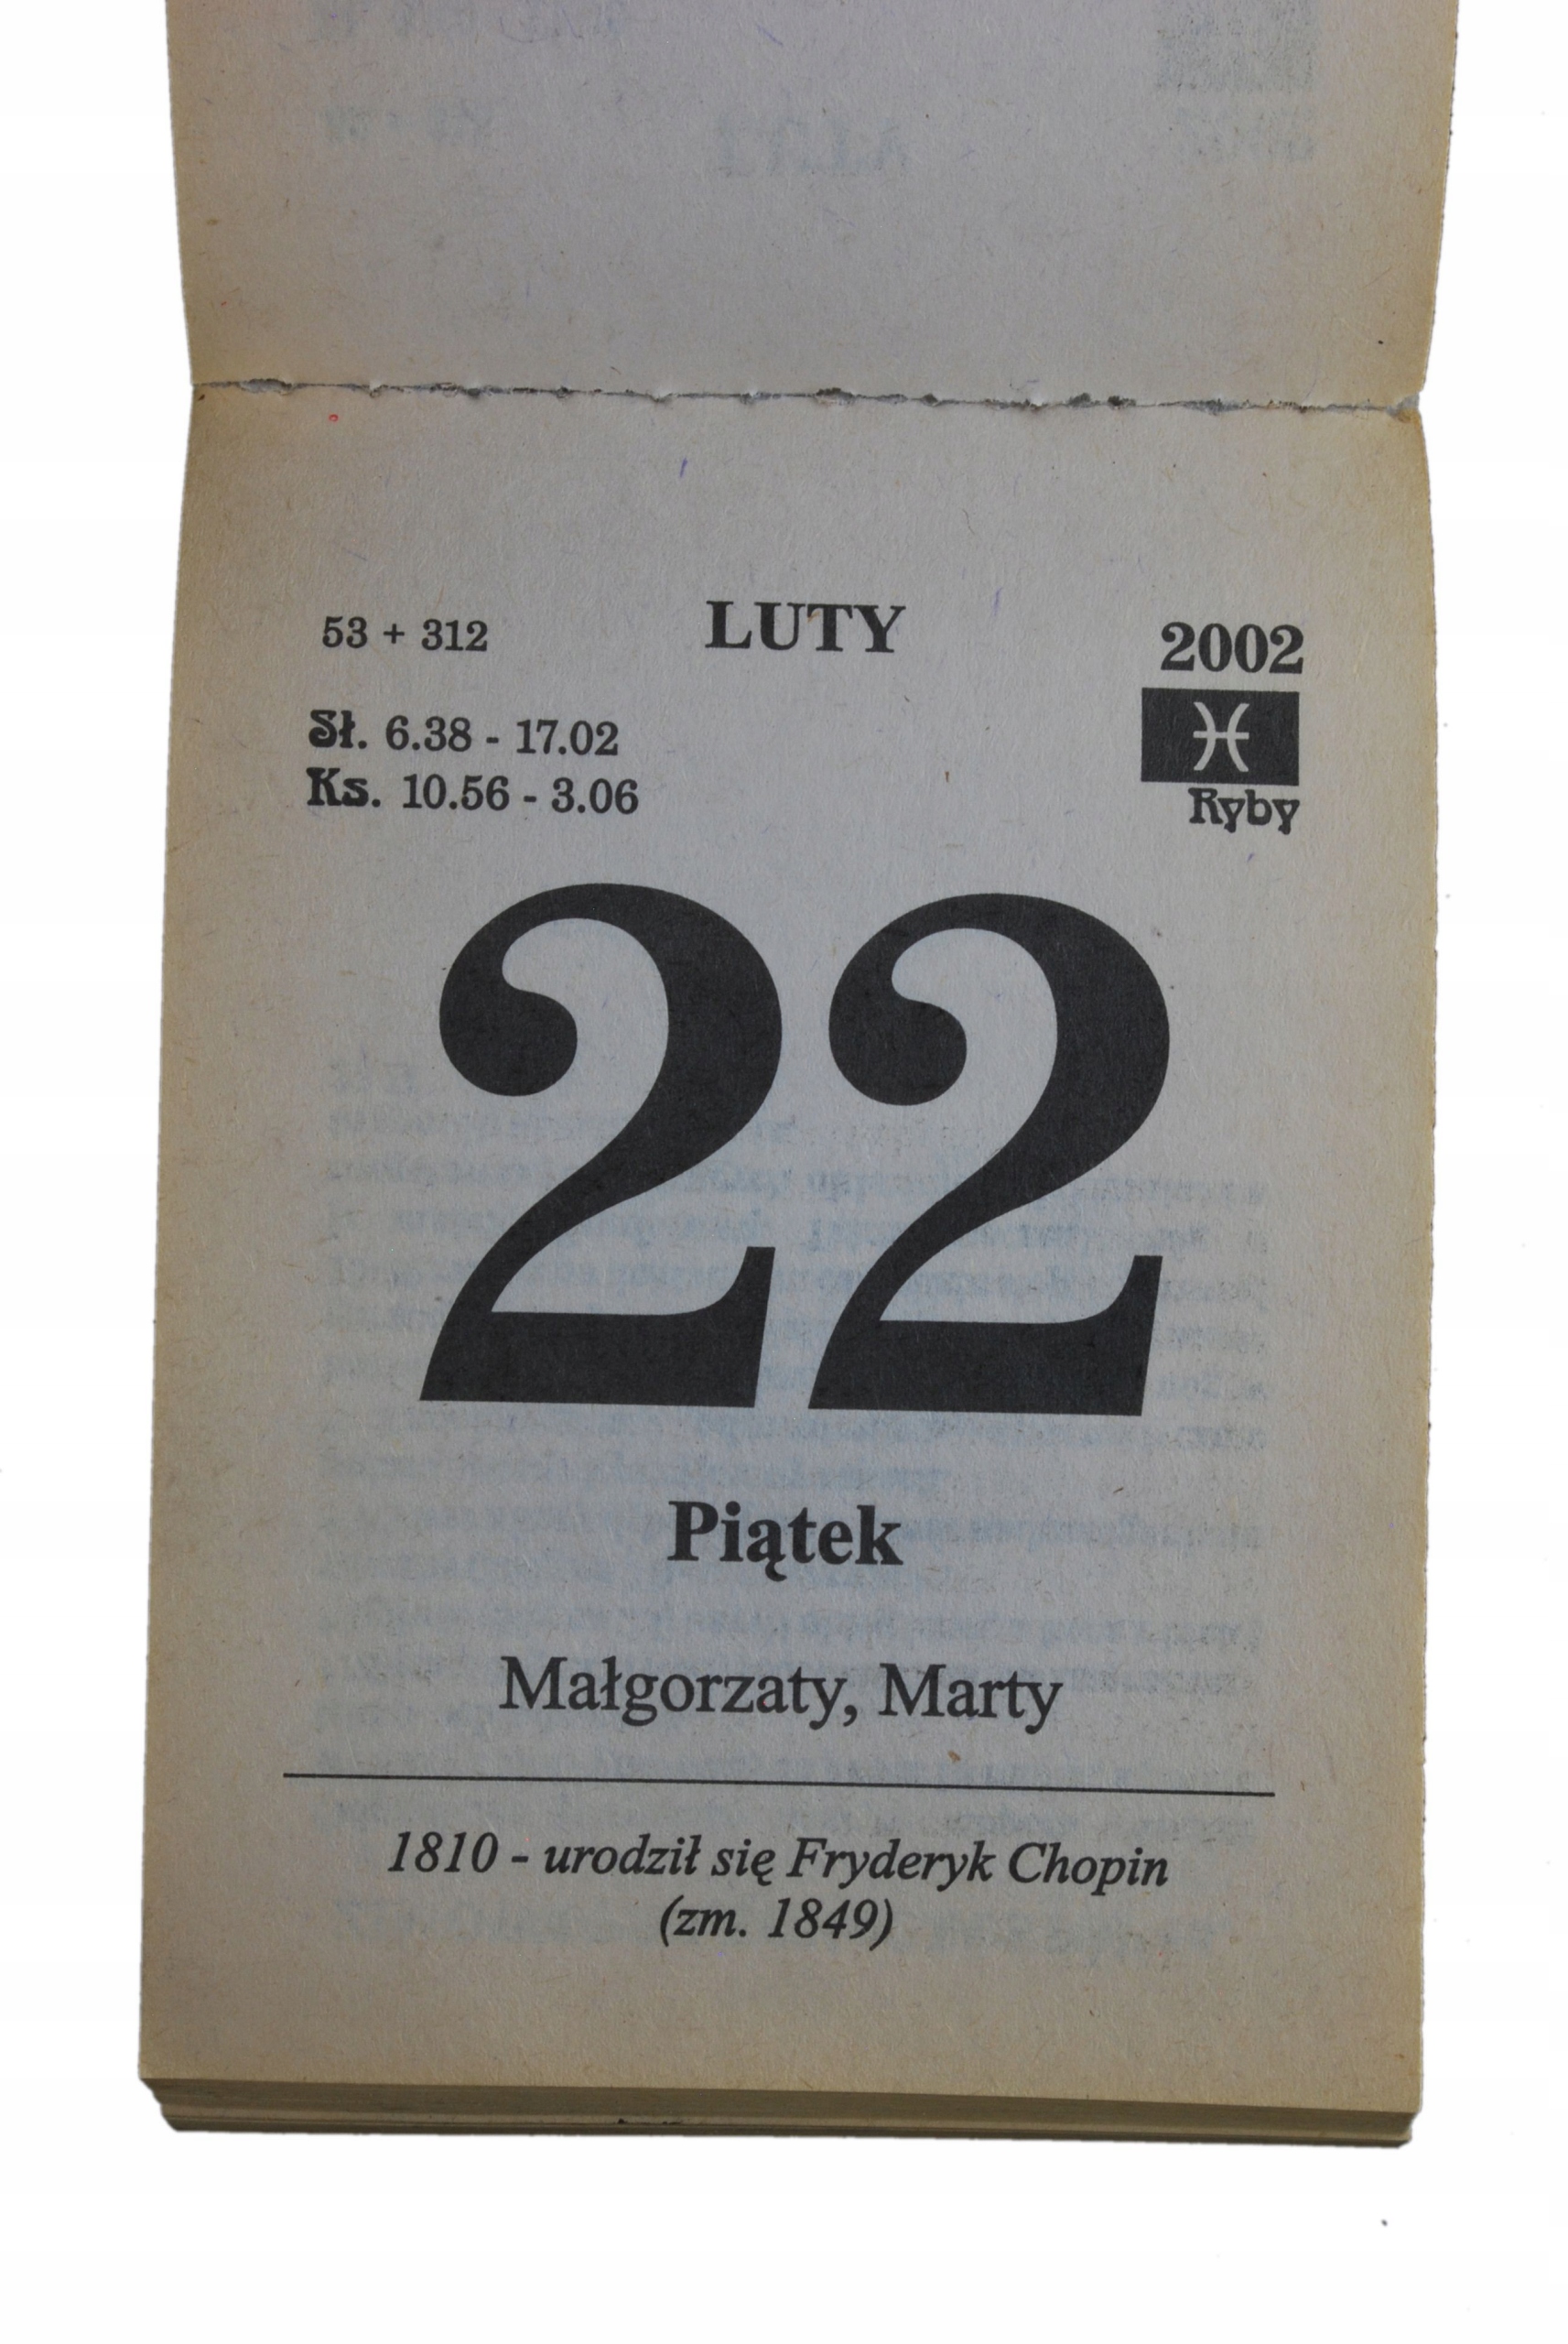 53 + 312
LUTY
2002
Sł. 6.38 - 17.02
Ks. 10.56 - 3.06
Ryby
22
Piątek
Małgorzaty, Marty
1810 - urodził się Fryderyk Chopin
(zm. 1849)